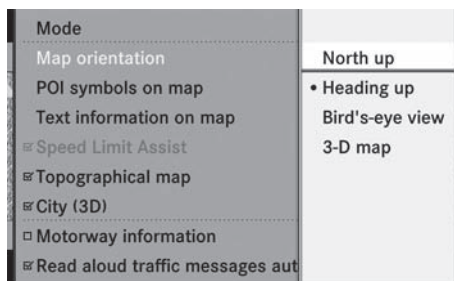 Mode
Map orientation
POI symbols on map
Text information on map
Speed Limit Assist
Topographical map
City (3D)
Motorway information
Read aloud traffic messages aut
North up
• Heading up
Bird's-eye view
3-D map